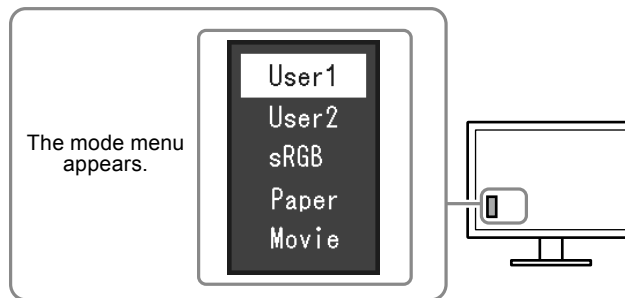 The mode menu
appears.
User1
User2
sRGB
Paper
Movie